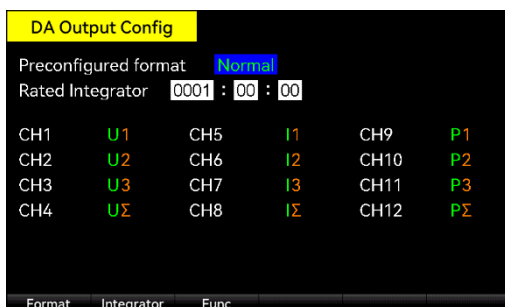 DA Output Config
Preconfigured format Normal
Rated Integrator 0001 : 00 : 00
CH1 U1 CH5 I1 CH9 P1
CH2 U2 CH6 I2 CH10 P2
CH3 U3 CH7 I3 CH11 P3
CH4 UΣ CH8 IΣ CH12 PΣ
Format Integrator Func